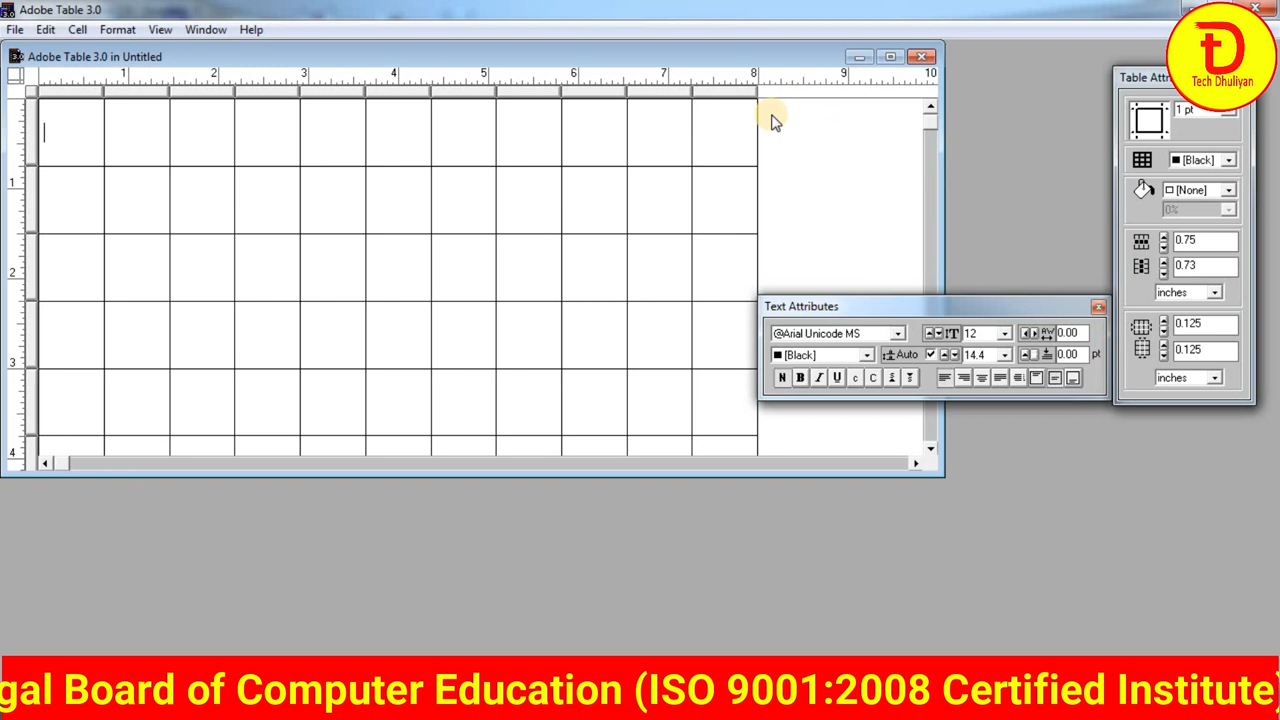 Adobe Table 3.0
File Edit Cell Format View Window Help
Adobe Table 3.0 in Untitled
1 2 3 4 5 6 7 8 9 10
1
2
3
4
Text Attributes
@Arial Unicode MS 12 0.00
[Black] Auto 14.4 0.00 pt
N B I U c C
Table Attr
1 pt
[Black]
[None]
0%
0.75
0.73
inches
0.125
0.125
inches
Tech Dhuliyan
gal Board of Computer Education (ISO 9001:2008 Certified Institute)